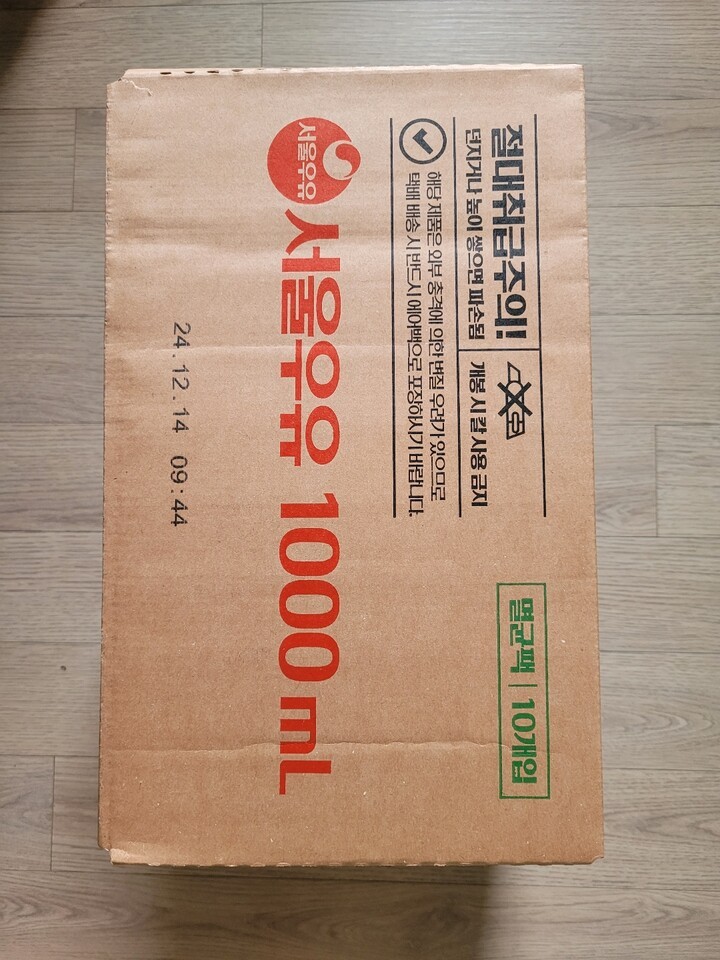 절대취급주의!
던지거나 높이 쌓으면 파손됨
개봉 시 칼 사용 금지
해당 제품은 외부 충격에 의한 변질 우려가 있으므로
택배 배송 시 반드시 에어백으로 포장하시기 바랍니다.
멸균팩 | 10개입
서울우유
서울우유 1000 mL
24.12.14 09:44